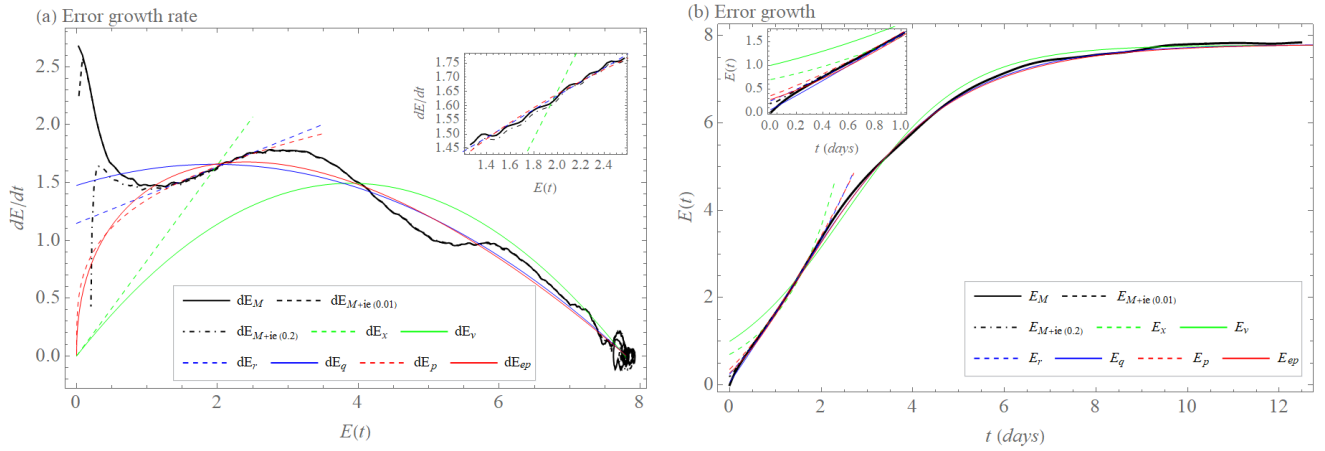 (a) Error growth rate
dE/dt
2.5
2.0
1.5
1.0
0.5
0.0
0 2 4 6 8
E(t)
dE/dt
1.75
1.70
1.65
1.60
1.55
1.50
1.45
1.4 1.6 1.8 2.0 2.2 2.4
E(t)
dE_M dE_M+ie (0.01)
dE_M+ie (0.2) dE_x dE_v
dE_r dE_q dE_p dE_ep
(b) Error growth
E(t)
8
6
4
2
0
0 2 4 6 8 10 12
t (days)
E(t)
1.5
1.0
0.5
0.0
0.0 0.2 0.4 0.6 0.8 1.0
t (days)
E_M E_M+ie (0.01)
E_M+ie (0.2) E_x E_v
E_r E_q E_p E_ep